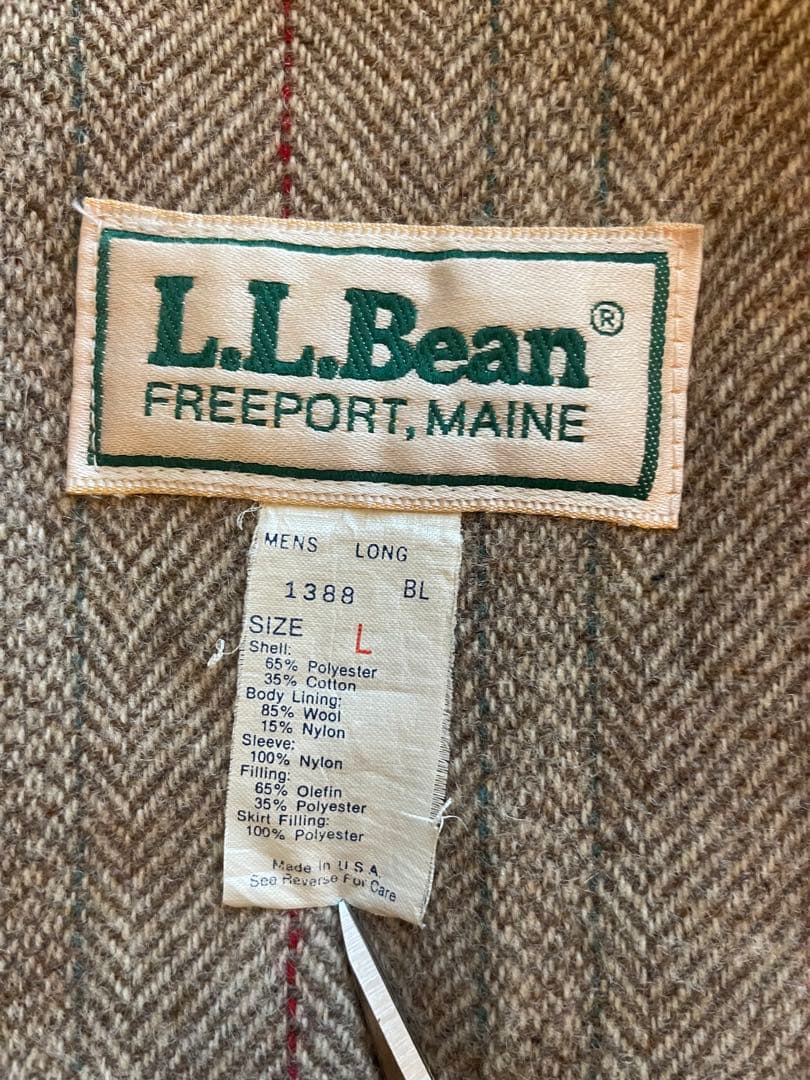 L.L.Bean®
FREEPORT, MAINE
MENS LONG
1388 BL
SIZE L
Shell:
65% Polyester
35% Cotton
Body Lining:
85% Wool
15% Nylon
Sleeve:
100% Nylon
Filling:
65% Olefin
35% Polyester
Skirt Filling:
100% Polyester
Made in U.S.A.
See Reverse For Care